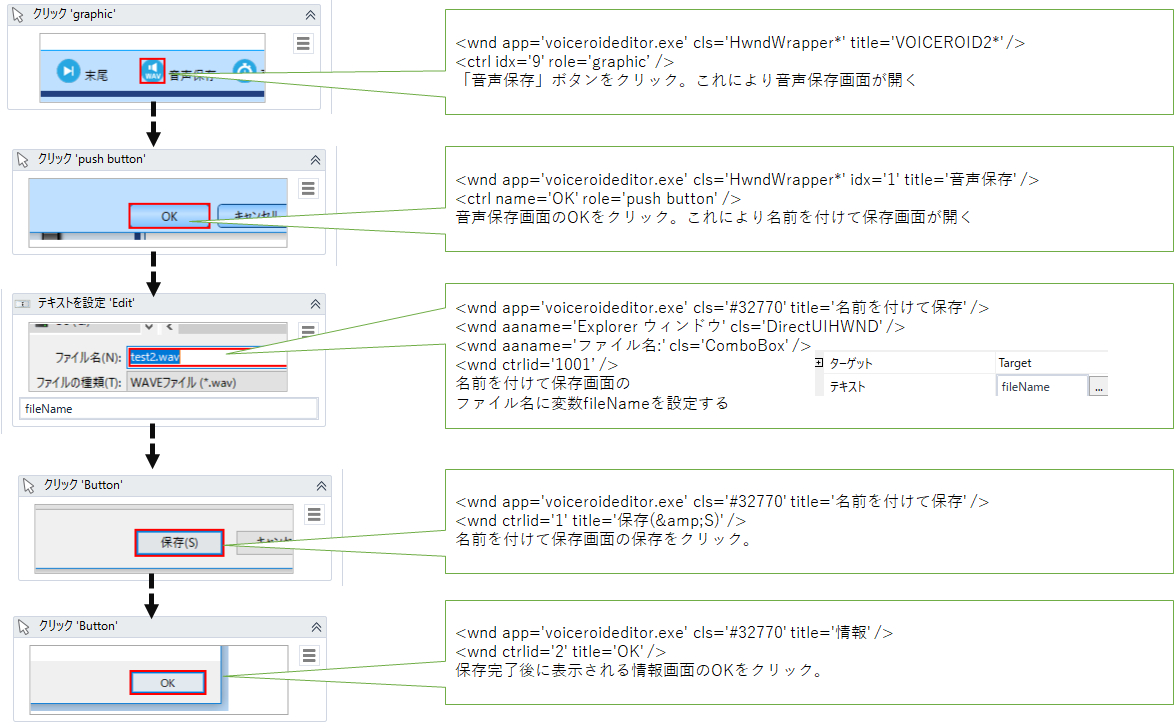 クリック 'graphic'
末尾
WAV
音声保存
<wnd app='voiceroideditor.exe' cls='HwndWrapper*' title='VOICEROID2*' />
<ctrl idx='9' role='graphic' />
「音声保存」ボタンをクリック。これにより音声保存画面が開く
クリック 'push button'
OK
キャンセル
<wnd app='voiceroideditor.exe' cls='HwndWrapper*' idx='1' title='音声保存' />
<ctrl name='OK' role='push button' />
音声保存画面のOKをクリック。これにより名前を付けて保存画面が開く
テキストを設定 'Edit'
ファイル名(N):
test2.wav
ファイルの種類(T):
WAVEファイル (*.wav)
fileName
<wnd app='voiceroideditor.exe' cls='#32770' title='名前を付けて保存' />
<wnd aaname='Explorer ウィンドウ' cls='DirectUIHWND' />
<wnd aaname='ファイル名:' cls='ComboBox' />
<wnd ctrlid='1001' />
名前を付けて保存画面の
ファイル名に変数fileNameを設定する
ターゲット
Target
テキスト
fileName
...
クリック 'Button'
保存(S)
<wnd app='voiceroideditor.exe' cls='#32770' title='名前を付けて保存' />
<wnd ctrlid='1' title='保存(&amp;S)' />
名前を付けて保存画面の保存をクリック。
クリック 'Button'
OK
<wnd app='voiceroideditor.exe' cls='#32770' title='情報' />
<wnd ctrlid='2' title='OK' />
保存完了後に表示される情報画面のOKをクリック。